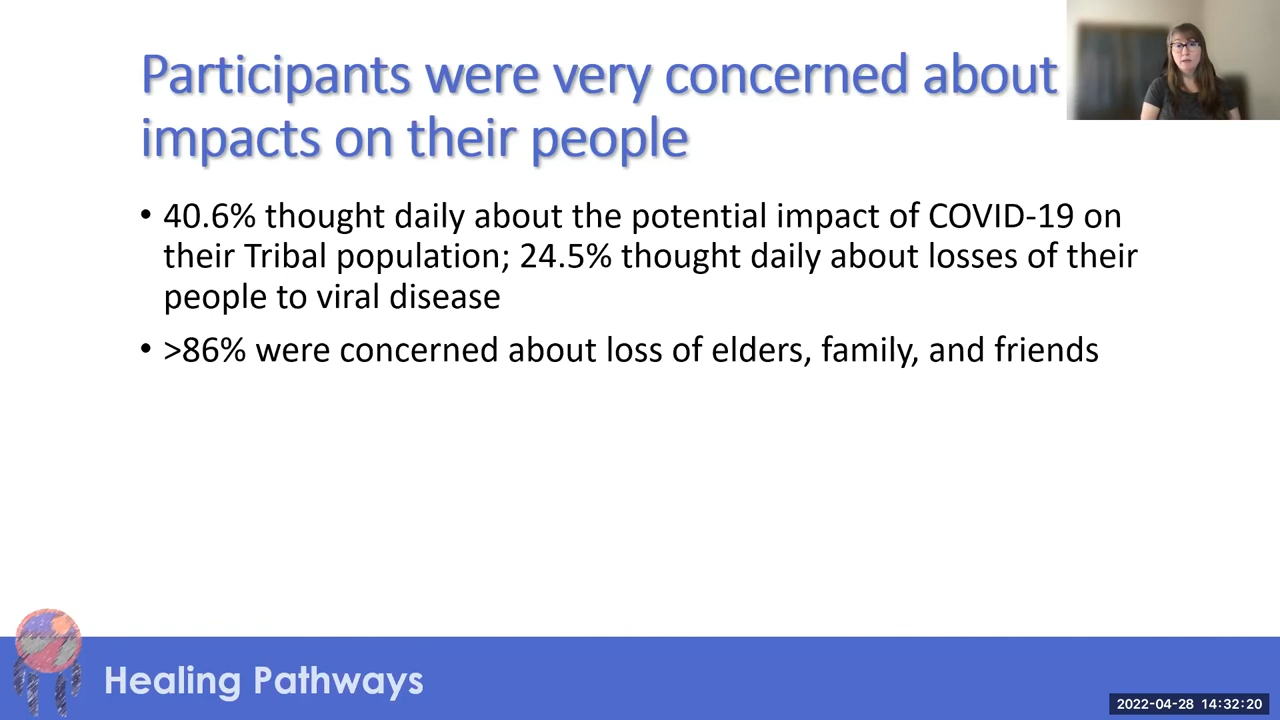 Participants were very concerned about
impacts on their people
• 40.6% thought daily about the potential impact of COVID-19 on
their Tribal population; 24.5% thought daily about losses of their
people to viral disease
• >86% were concerned about loss of elders, family, and friends
Healing Pathways
2022-04-28 14:32:20